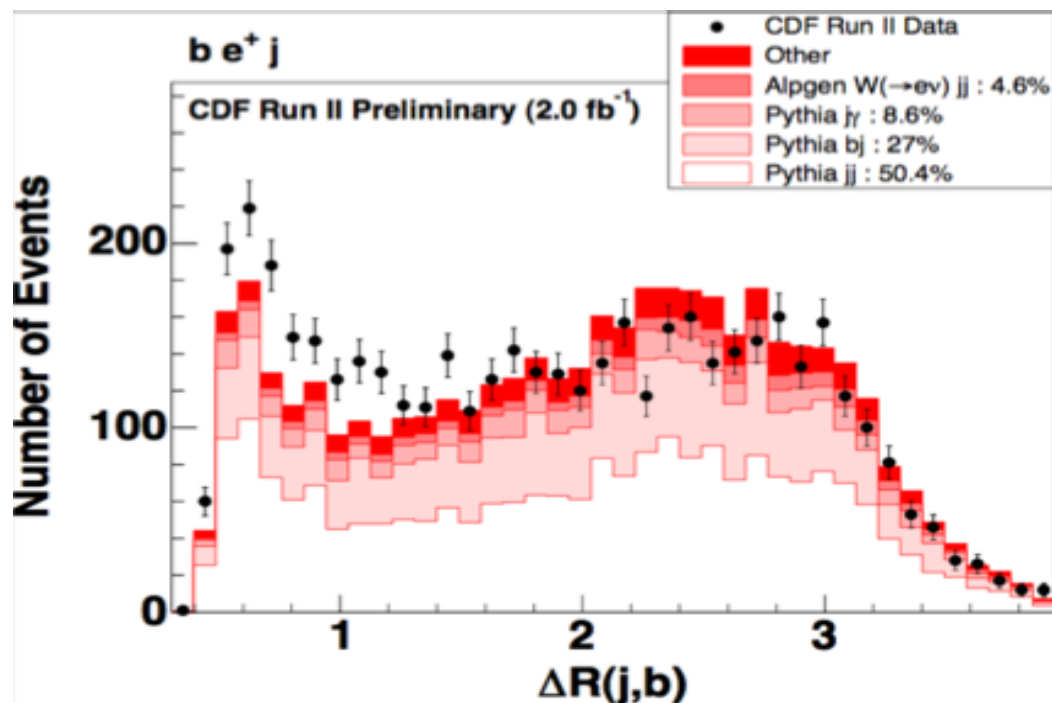 b e+ j
CDF Run II Preliminary (2.0 fb-1)
CDF Run II Data
Other
Alpgen W(→eν) jj : 4.6%
Pythia jγ : 8.6%
Pythia bj : 27%
Pythia jj : 50.4%
Number of Events
200
100
0
1 2 3
ΔR(j,b)